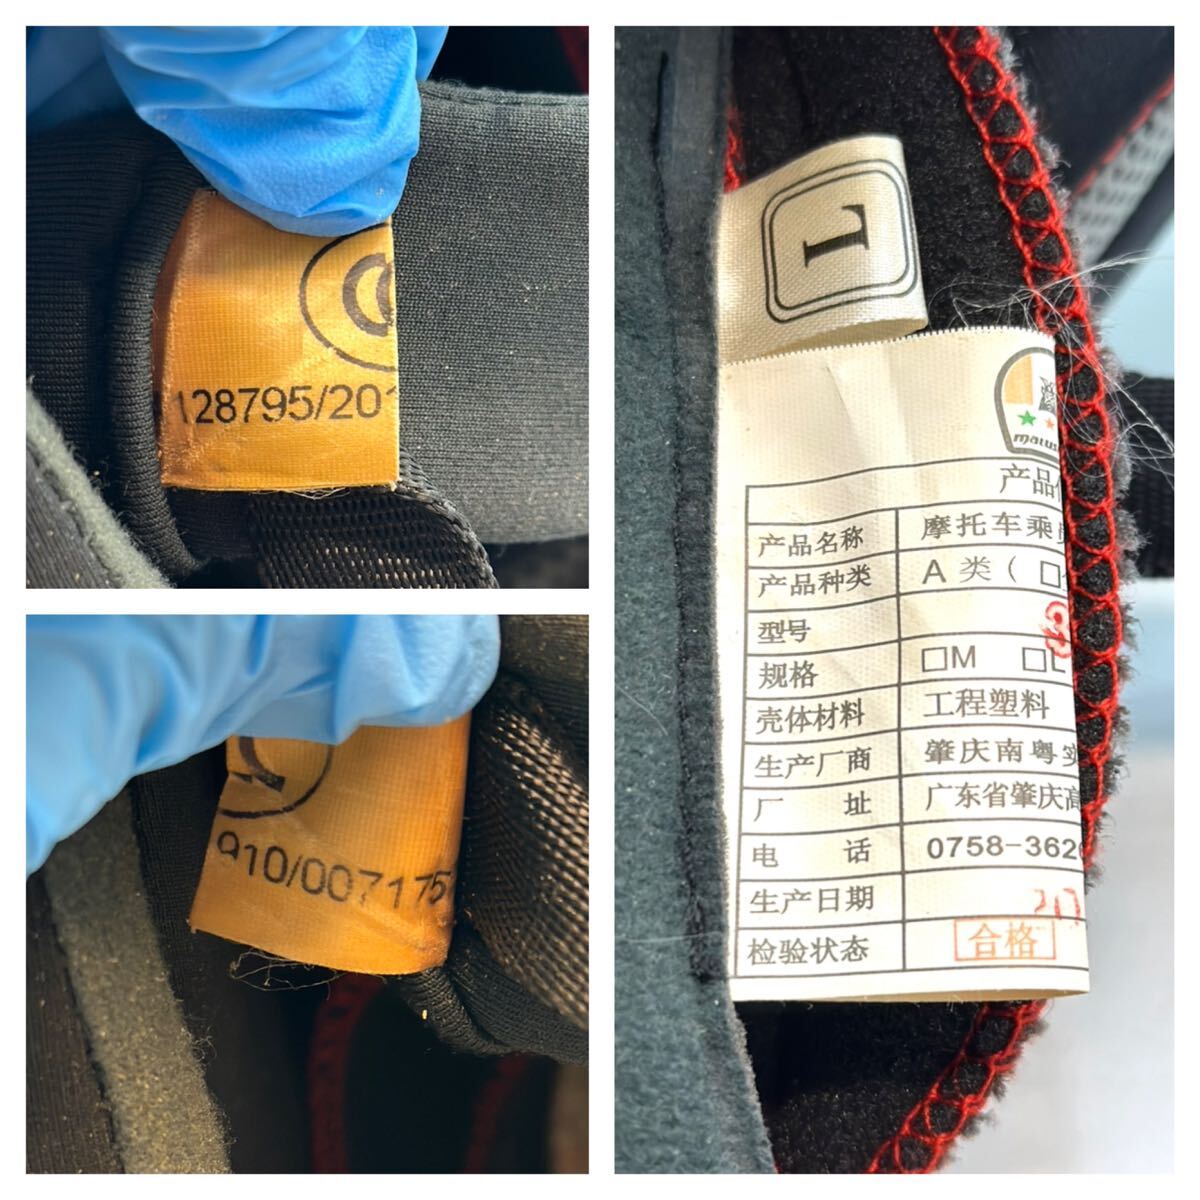 128795/201
910/0071757
L
产品
产品名称 摩托车乘
产品种类 A类(□
型号 3
规格 □M □L
壳体材料 工程塑料
生产厂商 肇庆南粤实
厂址 广东省肇庆高
电话 0758-362
生产日期 20
检验状态 合格